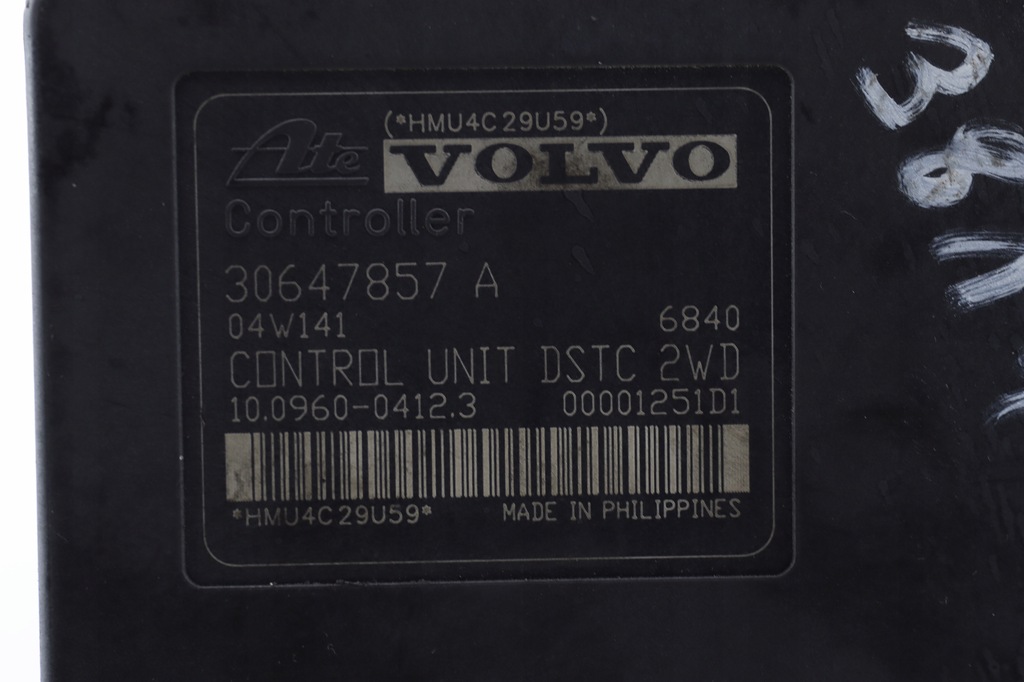 (*HMU4C29U59*)
Ate VOLVO
Controller
30647857 A
04W141 6840
CONTROL UNIT DSTC 2WD
10.0960-0412.3 00001251D1
*HMU4C29U59* MADE IN PHILIPPINES